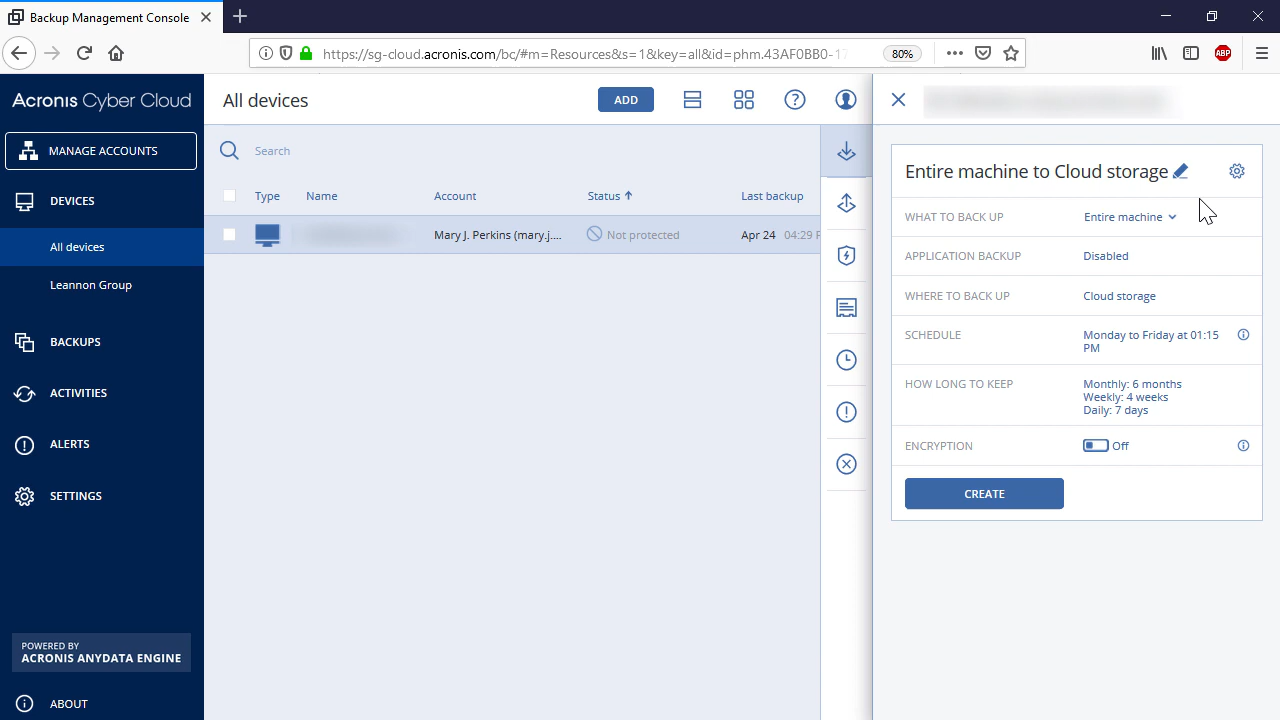 Backup Management Console
https://sg-cloud.acronis.com/bc/#m=Resources&s=1&key=all&id=phm.43AF0BB0-17
80%
ABP
Acronis Cyber Cloud
MANAGE ACCOUNTS
DEVICES
All devices
Leannon Group
BACKUPS
ACTIVITIES
ALERTS
SETTINGS
POWERED BY
ACRONIS ANYDATA ENGINE
ABOUT
All devices
ADD
Search
Type Name Account Status Last backup
Mary J. Perkins (mary.j.... Not protected Apr 24 04:29 P
Entire machine to Cloud storage
WHAT TO BACK UP Entire machine
APPLICATION BACKUP Disabled
WHERE TO BACK UP Cloud storage
SCHEDULE Monday to Friday at 01:15
PM
HOW LONG TO KEEP Monthly: 6 months
Weekly: 4 weeks
Daily: 7 days
ENCRYPTION Off
CREATE